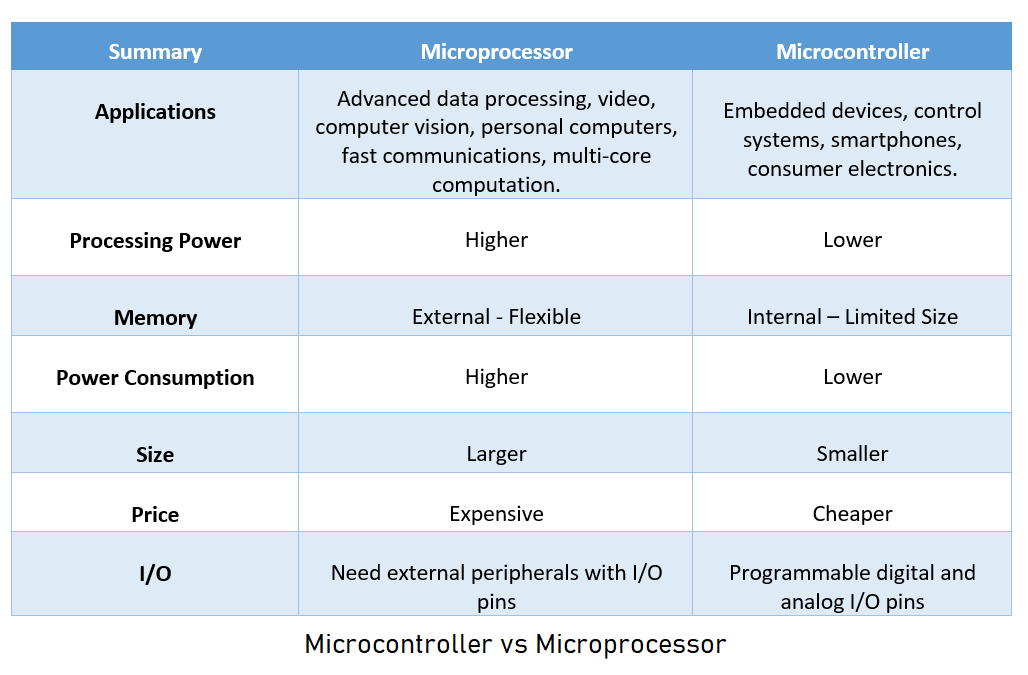 Summary Microprocessor Microcontroller
Applications
Advanced data processing, video,
computer vision, personal computers,
fast communications, multi-core
computation.
Embedded devices, control
systems, smartphones,
consumer electronics.
Processing Power Higher Lower
Memory External - Flexible Internal – Limited Size
Power Consumption Higher Lower
Size Larger Smaller
Price Expensive Cheaper
I/O
Need external peripherals with I/O
pins
Programmable digital and
analog I/O pins
Microcontroller vs Microprocessor